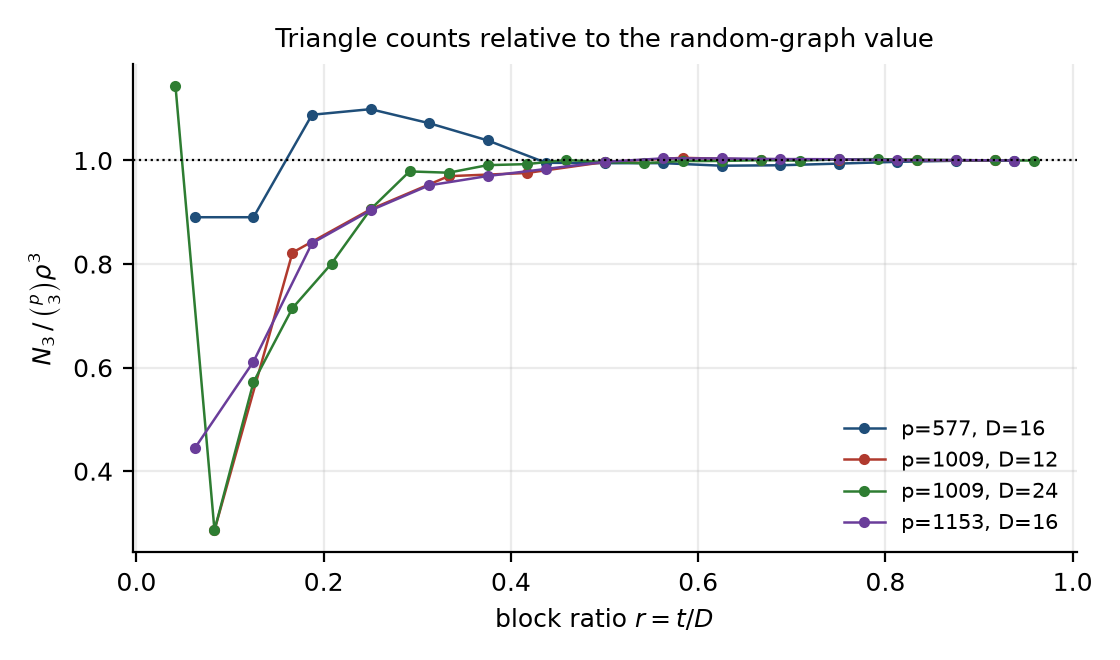 Triangle counts relative to the random-graph value
N₃ / (ᵖ₃)ρ³
1.0
0.8
0.6
0.4
p=577, D=16
p=1009, D=12
p=1009, D=24
p=1153, D=16
0.0 0.2 0.4 0.6 0.8 1.0
block ratio r = t/D